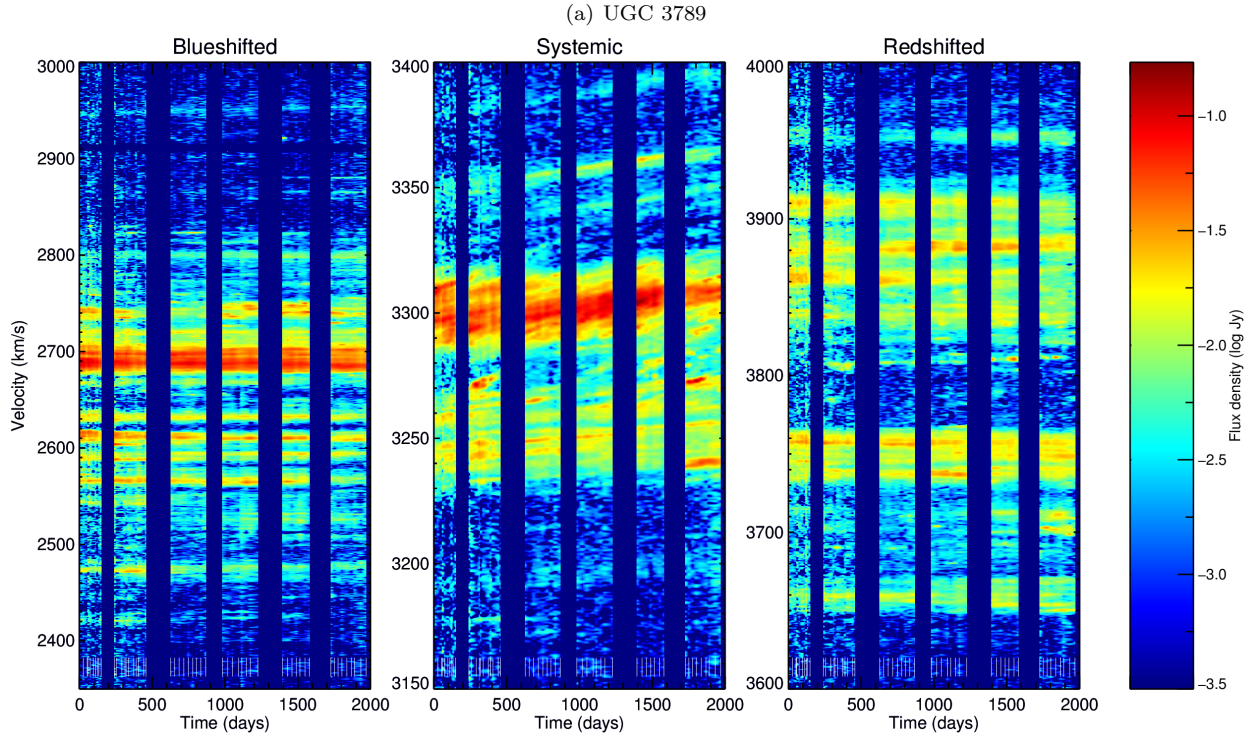 (a) UGC 3789
Blueshifted
Systemic
Redshifted
Velocity (km/s)
3000
2900
2800
2700
2600
2500
2400
0 500 1000 1500 2000
Time (days)
3400
3350
3300
3250
3200
3150
0 500 1000 1500 2000
Time (days)
4000
3900
3800
3700
3600
0 500 1000 1500 2000
Time (days)
-1.0
-1.5
-2.0
-2.5
-3.0
-3.5
Flux density (log Jy)